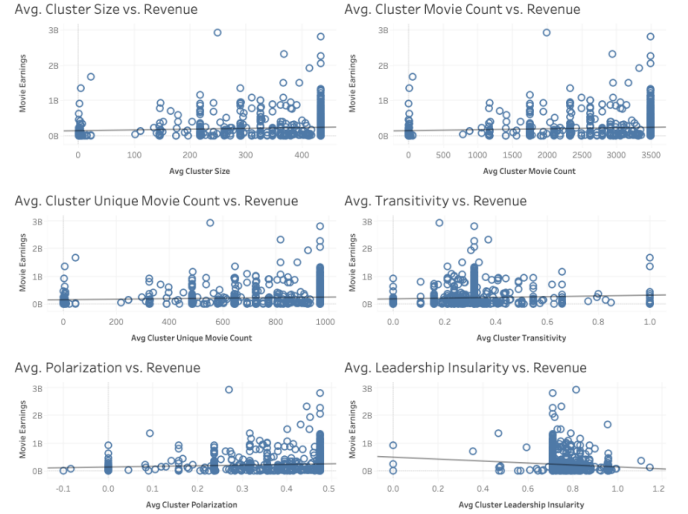 Avg. Cluster Size vs. Revenue
3B
2B
1B
0B
Movie Earnings
0 100 200 300 400
Avg Cluster Size
Avg. Cluster Movie Count vs. Revenue
3B
2B
1B
0B
Movie Earnings
0 500 1000 1500 2000 2500 3000 3500
Avg Cluster Movie Count
Avg. Cluster Unique Movie Count vs. Revenue
3B
2B
1B
0B
Movie Earnings
0 200 400 600 800 1000
Avg Cluster Unique Movie Count
Avg. Transitivity vs. Revenue
3B
2B
1B
0B
Movie Earnings
0.0 0.2 0.4 0.6 0.8 1.0
Avg Cluster Transitivity
Avg. Polarization vs. Revenue
3B
2B
1B
0B
Movie Earnings
-0.1 0.0 0.1 0.2 0.3 0.4 0.5
Avg Cluster Polarization
Avg. Leadership Insularity vs. Revenue
3B
2B
1B
0B
Movie Earnings
0.0 0.2 0.4 0.6 0.8 1.0 1.2
Avg Cluster Leadership Insularity